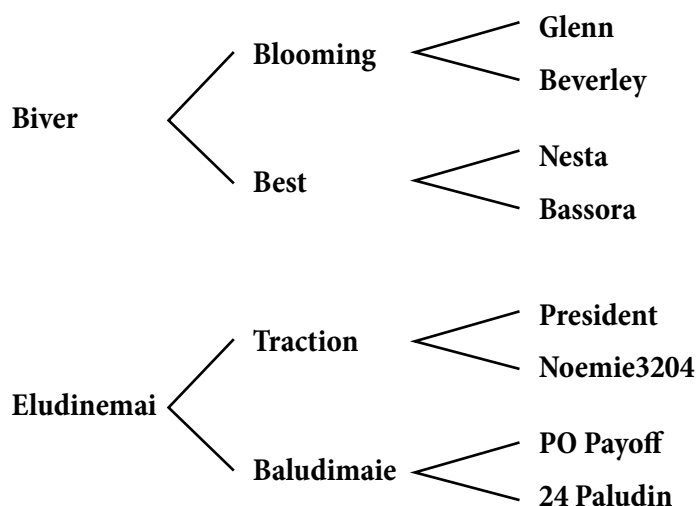 Glenn
Blooming
Beverley
Biver
Nesta
Best
Bassora
President
Traction
Noemie3204
Eludinemai
PO Payoff
Baludimaie
24 Paludin